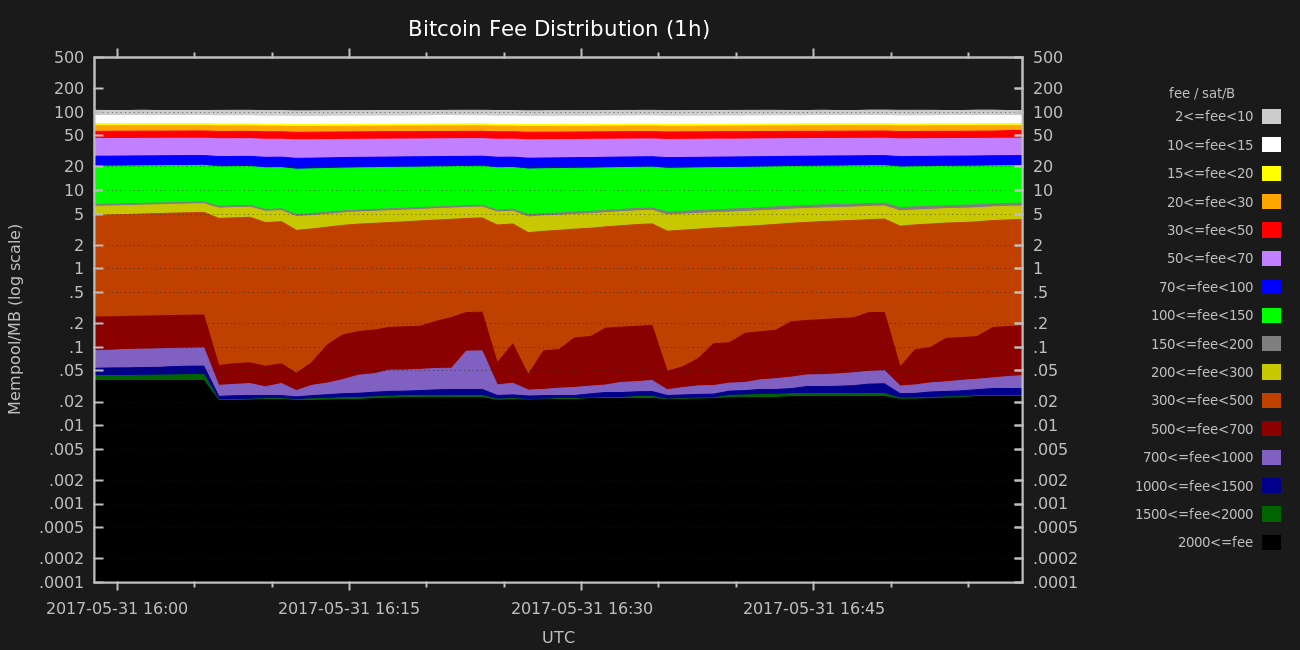 Bitcoin Fee Distribution (1h)
Mempool/MB (log scale)
500
200
100
50
20
10
5
2
1
.5
.2
.1
.05
.02
.01
.005
.002
.001
.0005
.0002
.0001
500
200
100
50
20
10
5
2
1
.5
.2
.1
.05
.02
.01
.005
.002
.001
.0005
.0002
.0001
2017-05-31 16:00
2017-05-31 16:15
2017-05-31 16:30
2017-05-31 16:45
UTC
fee / sat/B
2<=fee<10
10<=fee<15
15<=fee<20
20<=fee<30
30<=fee<50
50<=fee<70
70<=fee<100
100<=fee<150
150<=fee<200
200<=fee<300
300<=fee<500
500<=fee<700
700<=fee<1000
1000<=fee<1500
1500<=fee<2000
2000<=fee